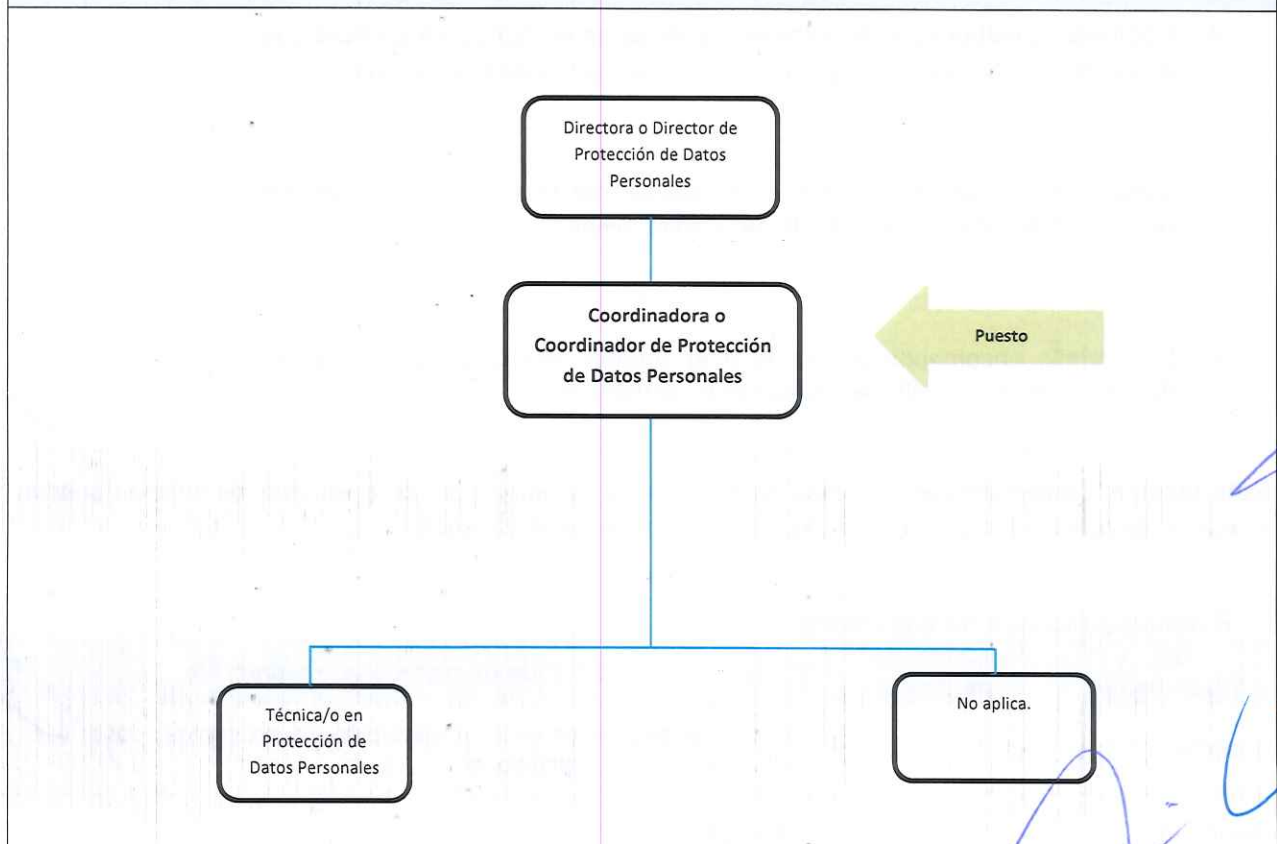 Directora o Director de
Protección de Datos
Personales
Coordinadora o
Coordinador de Protección
de Datos Personales
Puesto
Técnica/o en
Protección de
Datos Personales
No aplica.